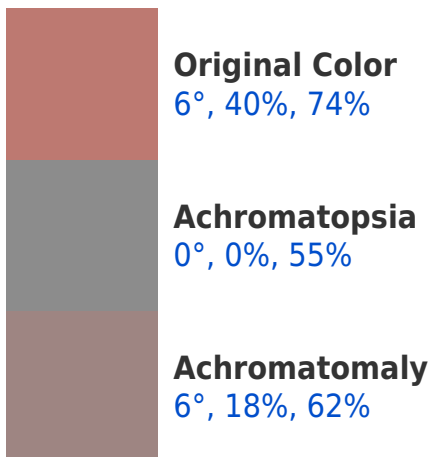 Original Color
6°, 40%, 74%
Achromatopsia
0°, 0%, 55%
Achromatomaly
6°, 18%, 62%